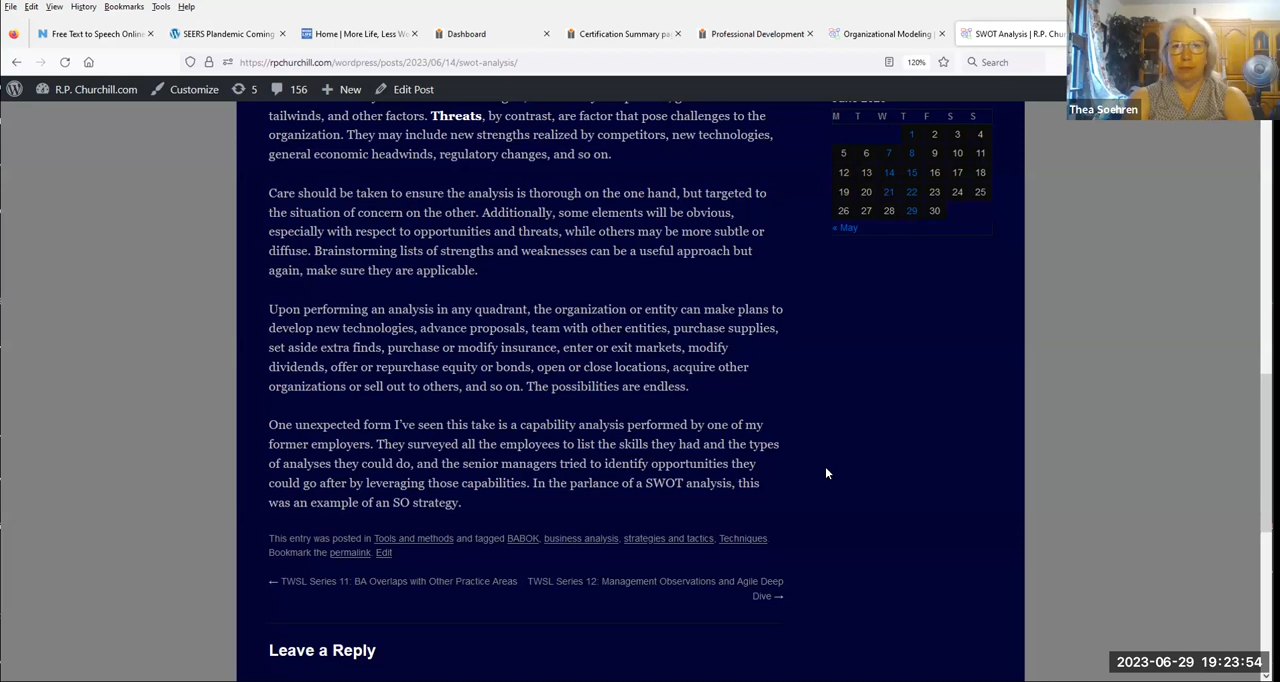 File Edit View History Bookmarks Tools Help
Free Text to Speech Online
SEERS Plandemic Coming
Home | More Life, Less Wo
Dashboard
Certification Summary pa
Professional Development
Organizational Modeling |
SWOT Analysis | R.P. Chur
https://rpchurchill.com/wordpress/posts/2023/06/14/swot-analysis/
120%
Search
R.P. Churchill.com Customize 5 156 New Edit Post
tailwinds, and other factors. Threats, by contrast, are factor that pose challenges to the
organization. They may include new strengths realized by competitors, new technologies,
general economic headwinds, regulatory changes, and so on.
Care should be taken to ensure the analysis is thorough on the one hand, but targeted to
the situation of concern on the other. Additionally, some elements will be obvious,
especially with respect to opportunities and threats, while others may be more subtle or
diffuse. Brainstorming lists of strengths and weaknesses can be a useful approach but
again, make sure they are applicable.
Upon performing an analysis in any quadrant, the organization or entity can make plans to
develop new technologies, advance proposals, team with other entities, purchase supplies,
set aside extra finds, purchase or modify insurance, enter or exit markets, modify
dividends, offer or repurchase equity or bonds, open or close locations, acquire other
organizations or sell out to others, and so on. The possibilities are endless.
One unexpected form I've seen this take is a capability analysis performed by one of my
former employers. They surveyed all the employees to list the skills they had and the types
of analyses they could do, and the senior managers tried to identify opportunities they
could go after by leveraging those capabilities. In the parlance of a SWOT analysis, this
was an example of an SO strategy.
This entry was posted in Tools and methods and tagged BABOK, business analysis, strategies and tactics, Techniques.
Bookmark the permalink. Edit
← TWSL Series 11: BA Overlaps with Other Practice Areas
TWSL Series 12: Management Observations and Agile Deep
Dive →
Leave a Reply
M T W T F S S
1 2 3 4
5 6 7 8 9 10 11
12 13 14 15 16 17 18
19 20 21 22 23 24 25
26 27 28 29 30
« May
Thea Soehren
2023-06-29 19:23:54